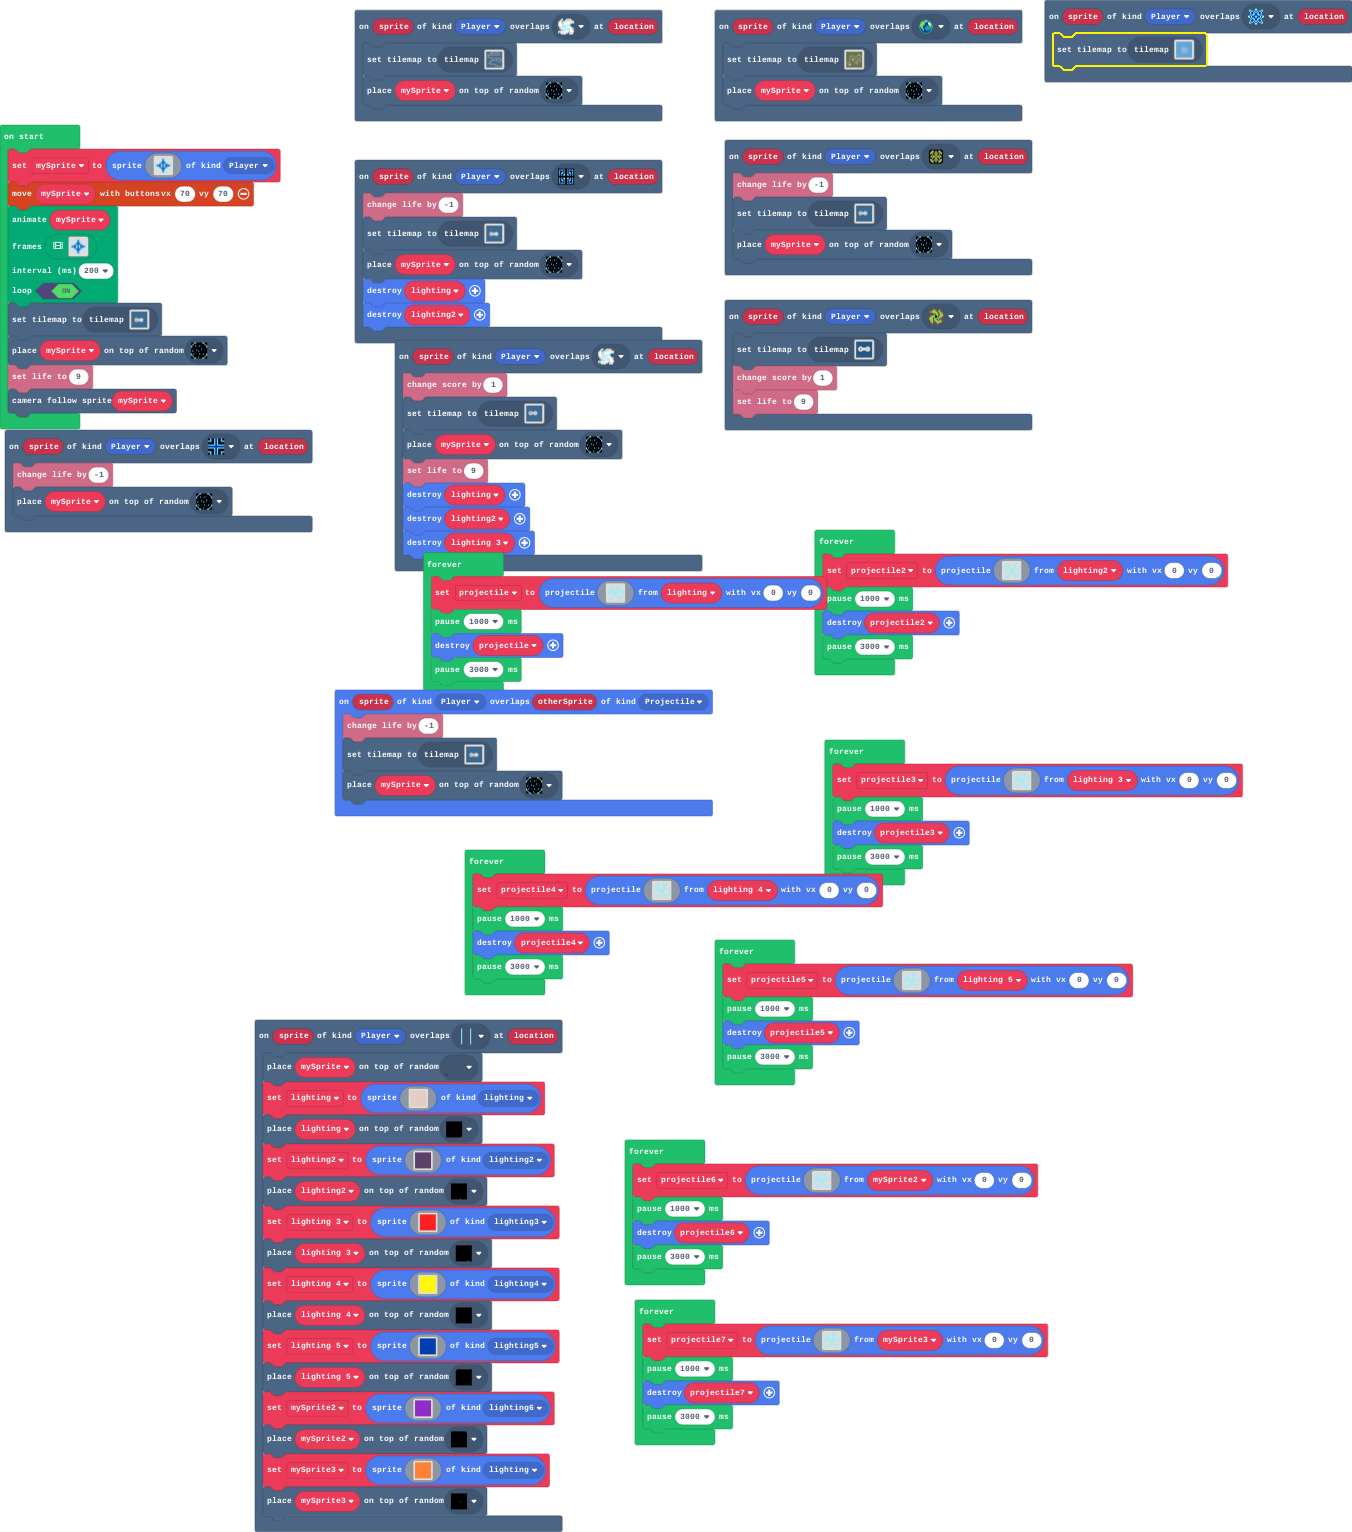 on sprite of kind Player overlaps at location
set tilemap to tilemap
place mySprite on top of random
on sprite of kind Player overlaps at location
set tilemap to tilemap
place mySprite on top of random
on sprite of kind Player overlaps at location
set tilemap to tilemap
on start
set mySprite to sprite of kind Player
move mySprite with buttons vx 70 vy 70
animate mySprite
frames
interval (ms) 200
loop ON
set tilemap to tilemap
place mySprite on top of random
set life to 9
camera follow sprite mySprite
on sprite of kind Player overlaps at location
change life by -1
place mySprite on top of random
on sprite of kind Player overlaps at location
change life by -1
set tilemap to tilemap
place mySprite on top of random
destroy lighting
destroy lighting2
on sprite of kind Player overlaps at location
change life by -1
set tilemap to tilemap
place mySprite on top of random
on sprite of kind Player overlaps at location
set tilemap to tilemap
change score by 1
set life to 9
on sprite of kind Player overlaps at location
change score by 1
set tilemap to tilemap
place mySprite on top of random
set life to 9
destroy lighting
destroy lighting2
destroy lighting 3
forever
set projectile to projectile from lighting with vx 0 vy 0
pause 1000 ms
destroy projectile
pause 3000 ms
forever
set projectile2 to projectile from lighting2 with vx 0 vy 0
pause 1000 ms
destroy projectile2
pause 3000 ms
on sprite of kind Player overlaps otherSprite of kind Projectile
change life by -1
set tilemap to tilemap
place mySprite on top of random
forever
set projectile3 to projectile from lighting 3 with vx 0 vy 0
pause 1000 ms
destroy projectile3
pause 3000 ms
forever
set projectile4 to projectile from lighting 4 with vx 0 vy 0
pause 1000 ms
destroy projectile4
pause 3000 ms
forever
set projectile5 to projectile from lighting 5 with vx 0 vy 0
pause 1000 ms
destroy projectile5
pause 3000 ms
on sprite of kind Player overlaps at location
place mySprite on top of random
set lighting to sprite of kind lighting
place lighting on top of random
set lighting2 to sprite of kind lighting2
place lighting2 on top of random
set lighting 3 to sprite of kind lighting3
place lighting 3 on top of random
set lighting 4 to sprite of kind lighting4
place lighting 4 on top of random
set lighting 5 to sprite of kind lighting5
place lighting 5 on top of random
set mySprite2 to sprite of kind lighting6
place mySprite2 on top of random
set mySprite3 to sprite of kind lighting
place mySprite3 on top of random
forever
set projectile6 to projectile from mySprite2 with vx 0 vy 0
pause 1000 ms
destroy projectile6
pause 3000 ms
forever
set projectile7 to projectile from mySprite3 with vx 0 vy 0
pause 1000 ms
destroy projectile7
pause 3000 ms